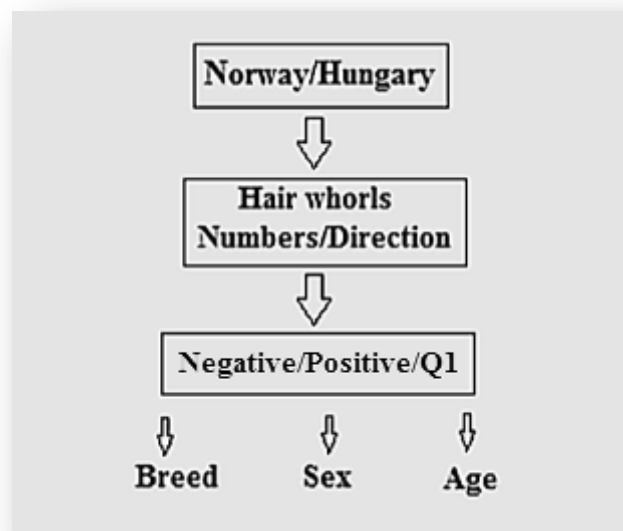 Norway/Hungary
Hair whorls
Numbers/Direction
Negative/Positive/Q1
Breed Sex Age